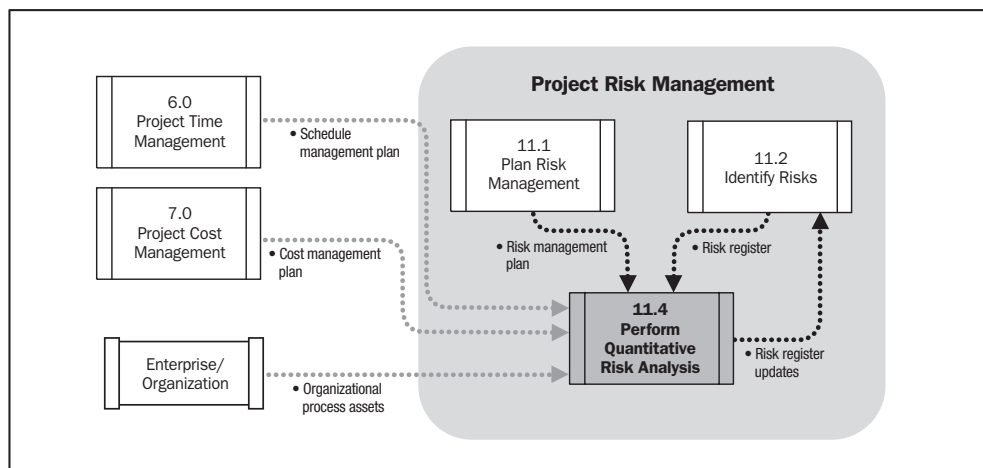 Project Risk Management
6.0
Project Time
Management
• Schedule
management plan
11.1
Plan Risk
Management
11.2
Identify Risks
7.0
Project Cost
Management
• Cost management
plan
• Risk management
plan
• Risk register
11.4
Perform
Quantitative
Risk Analysis
• Risk register
updates
Enterprise/
Organization
• Organizational
process assets